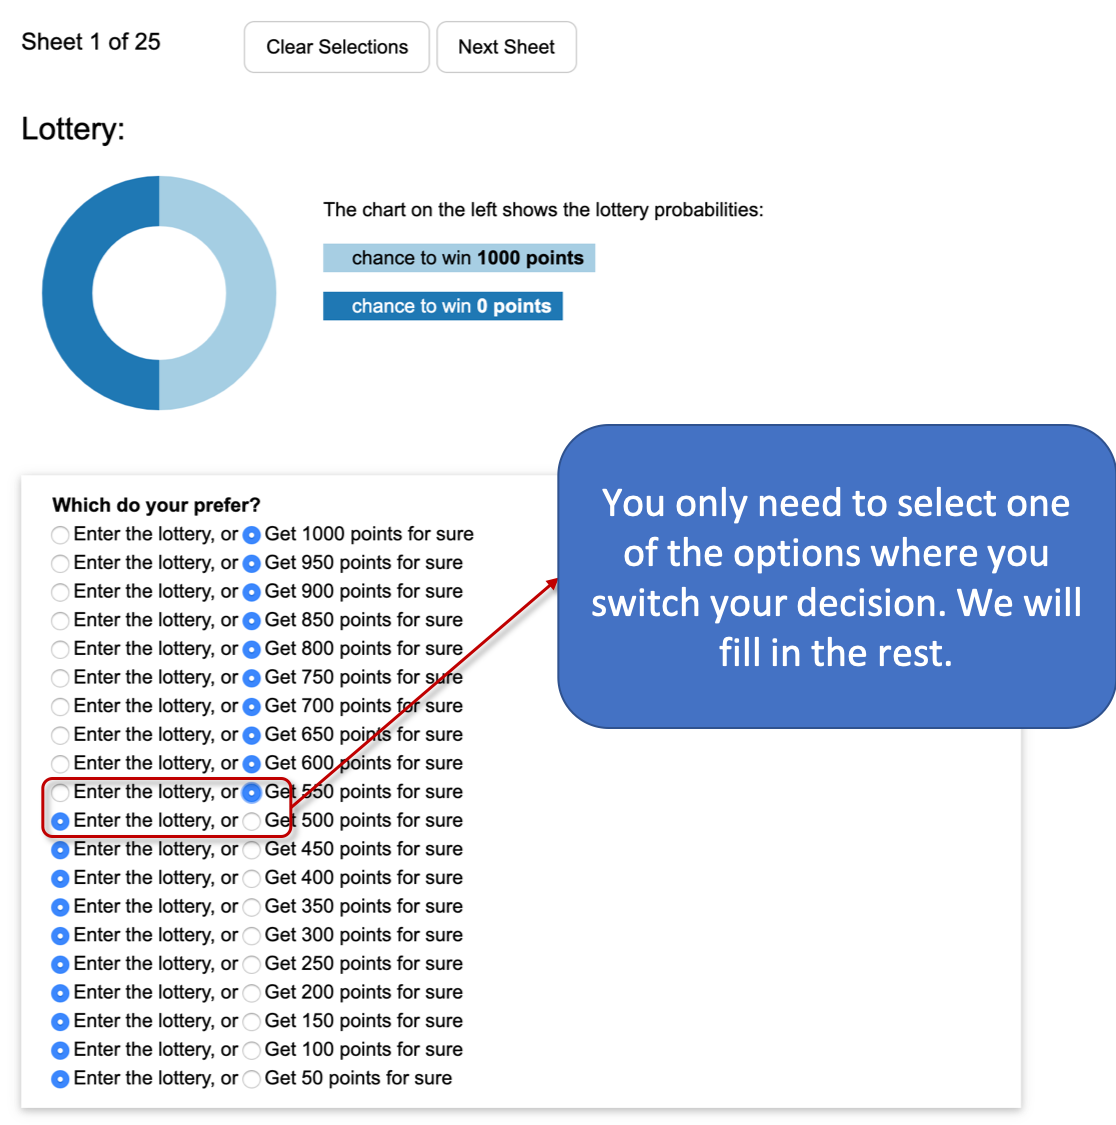 Sheet 1 of 25
Clear Selections
Next Sheet
Lottery:
The chart on the left shows the lottery probabilities:
chance to win 1000 points
chance to win 0 points
You only need to select one
of the options where you
switch your decision. We will
fill in the rest.
Which do your prefer?
Enter the lottery, or Get 1000 points for sure
Enter the lottery, or Get 950 points for sure
Enter the lottery, or Get 900 points for sure
Enter the lottery, or Get 850 points for sure
Enter the lottery, or Get 800 points for sure
Enter the lottery, or Get 750 points for sure
Enter the lottery, or Get 700 points for sure
Enter the lottery, or Get 650 points for sure
Enter the lottery, or Get 600 points for sure
Enter the lottery, or Get 550 points for sure
Enter the lottery, or Get 500 points for sure
Enter the lottery, or Get 450 points for sure
Enter the lottery, or Get 400 points for sure
Enter the lottery, or Get 350 points for sure
Enter the lottery, or Get 300 points for sure
Enter the lottery, or Get 250 points for sure
Enter the lottery, or Get 200 points for sure
Enter the lottery, or Get 150 points for sure
Enter the lottery, or Get 100 points for sure
Enter the lottery, or Get 50 points for sure